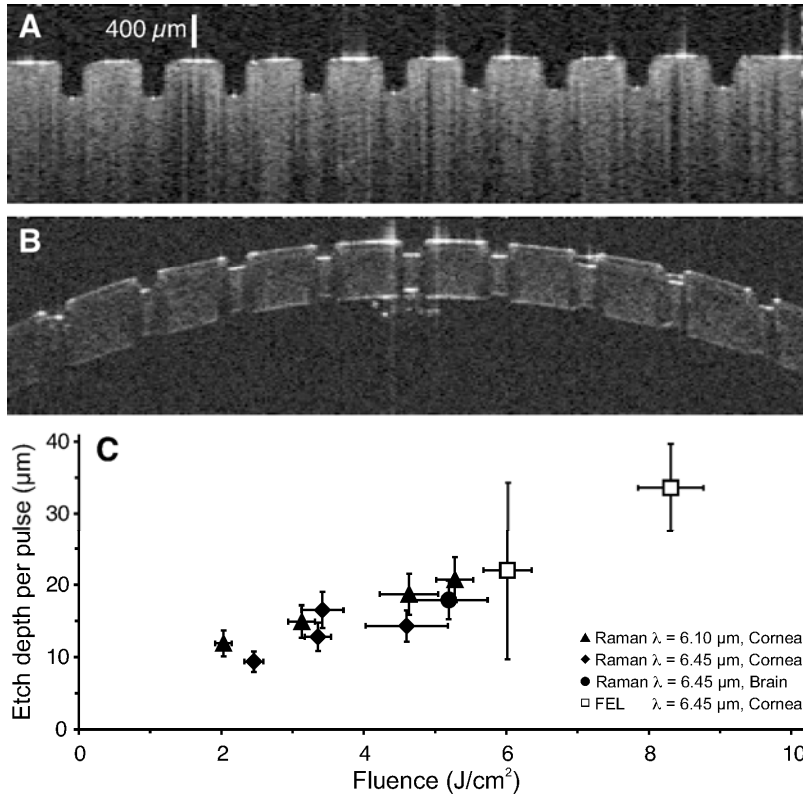 A
400 µm
B
C
Etch depth per pulse (µm)
40
30
20
10
0
Raman λ = 6.10 µm, Cornea
Raman λ = 6.45 µm, Cornea
Raman λ = 6.45 µm, Brain
FEL λ = 6.45 µm, Cornea
0 2 4 6 8 10
Fluence (J/cm²)